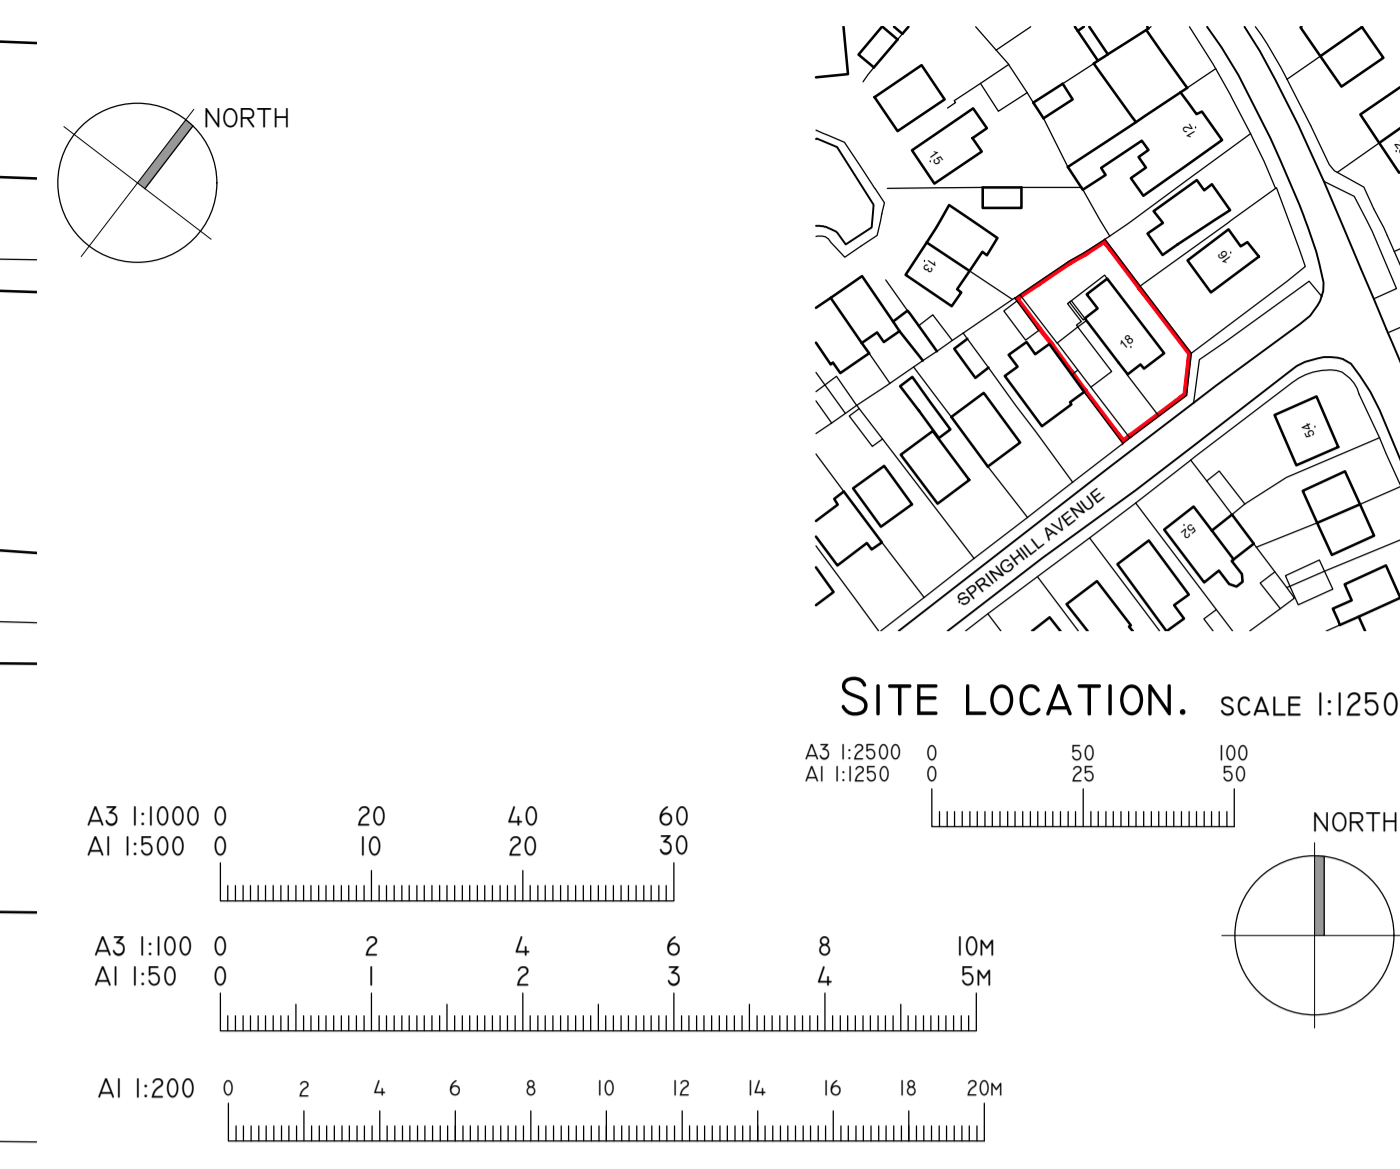 NORTH
15
12
13
16
18
54
52
SPRINGHILL AVENUE
SITE LOCATION. SCALE 1:1250
A3 1:2500 0 50 100
A1 1:1250 0 25 50
NORTH
A3 1:1000 0 20 40 60
A1 1:500 0 10 20 30
A3 1:100 0 2 4 6 8 10M
A1 1:50 0 1 2 3 4 5M
A1 1:200 0 2 4 6 8 10 12 14 16 18 20M